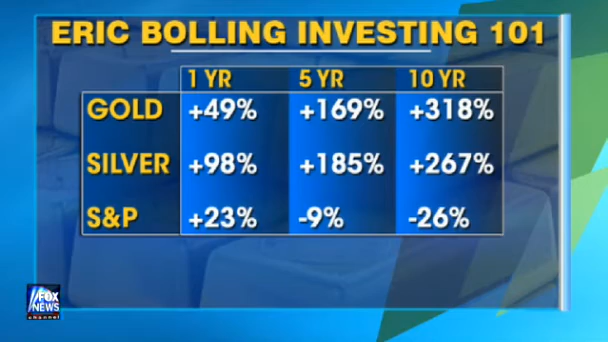 ERIC BOLLING INVESTING 101
1 YR 5 YR 10 YR
GOLD +49% +169% +318%
SILVER +98% +185% +267%
S&P +23% -9% -26%
FOX
NEWS
channel